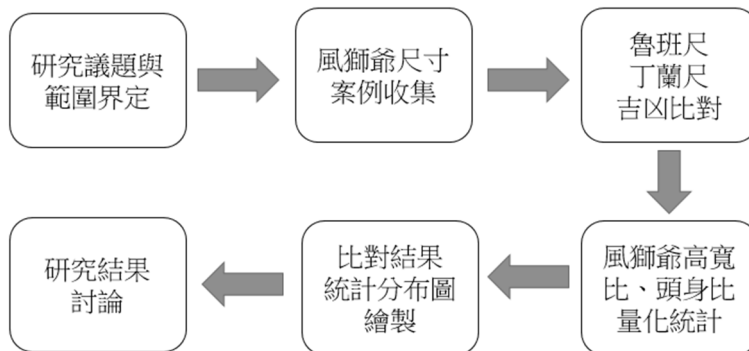 研究議題與
範圍界定
風獅爺尺寸
案例收集
魯班尺
丁蘭尺
吉凶比對
風獅爺高寬
比、頭身比
量化統計
比對結果
統計分布圖
繪製
研究結果
討論